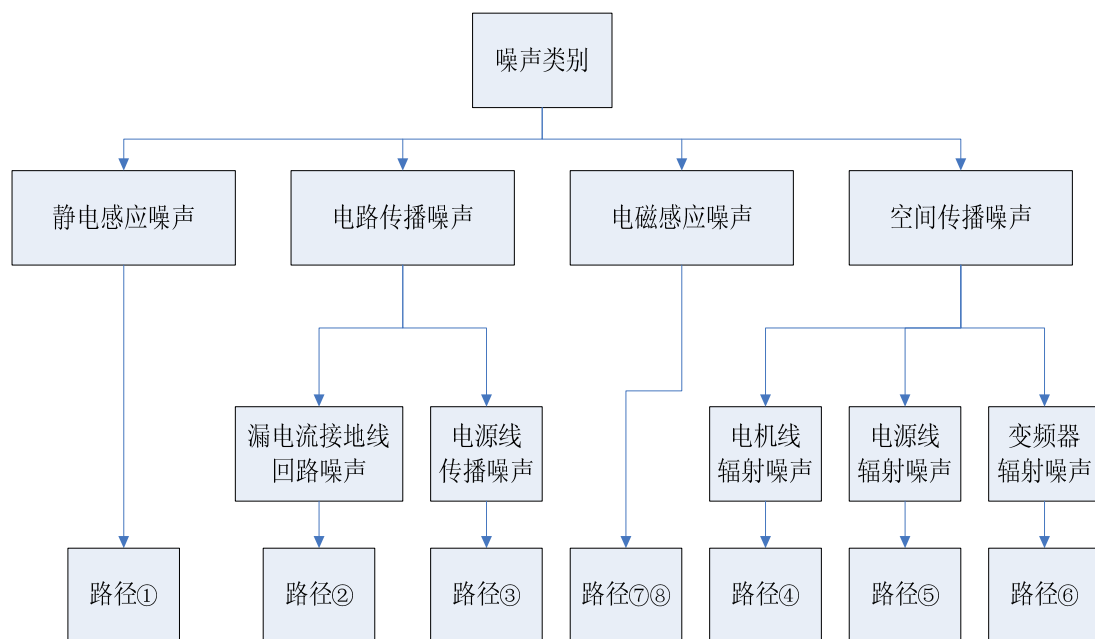 噪声类别
静电感应噪声
电路传播噪声
电磁感应噪声
空间传播噪声
漏电流接地线
回路噪声
电源线
传播噪声
电机线
辐射噪声
电源线
辐射噪声
变频器
辐射噪声
路径①
路径②
路径③
路径⑦⑧
路径④
路径⑤
路径⑥